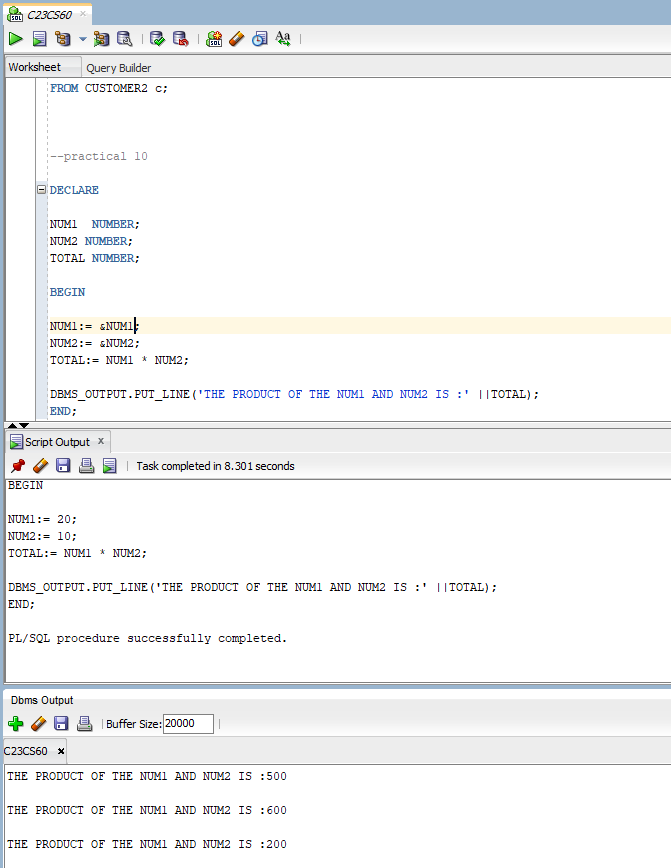 C23CS60
Worksheet Query Builder
FROM CUSTOMER2 c;
--practical 10
DECLARE
NUM1  NUMBER;
NUM2 NUMBER;
TOTAL NUMBER;
BEGIN
NUM1:= &NUM1;
NUM2:= &NUM2;
TOTAL:= NUM1 * NUM2;
DBMS_OUTPUT.PUT_LINE('THE PRODUCT OF THE NUM1 AND NUM2 IS :' ||TOTAL);
END;
Script Output x
Task completed in 8.301 seconds
BEGIN
NUM1:= 20;
NUM2:= 10;
TOTAL:= NUM1 * NUM2;
DBMS_OUTPUT.PUT_LINE('THE PRODUCT OF THE NUM1 AND NUM2 IS :' ||TOTAL);
END;
PL/SQL procedure successfully completed.
Dbms Output
Buffer Size: 20000
C23CS60 x
THE PRODUCT OF THE NUM1 AND NUM2 IS :500
THE PRODUCT OF THE NUM1 AND NUM2 IS :600
THE PRODUCT OF THE NUM1 AND NUM2 IS :200